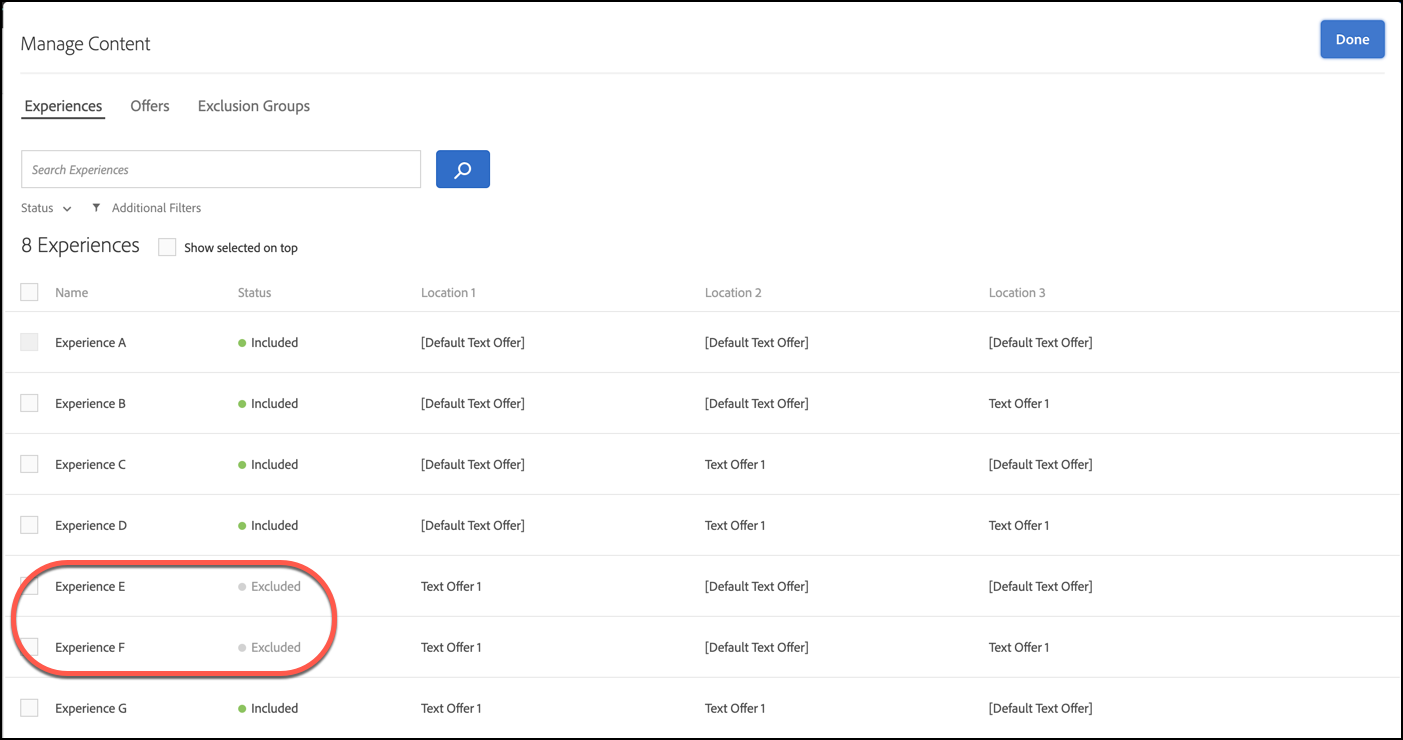 Manage Content
Done
Experiences Offers Exclusion Groups
Search Experiences
Status Additional Filters
8 Experiences Show selected on top
Name Status Location 1 Location 2 Location 3
Experience A Included [Default Text Offer] [Default Text Offer] [Default Text Offer]
Experience B Included [Default Text Offer] [Default Text Offer] Text Offer 1
Experience C Included [Default Text Offer] Text Offer 1 [Default Text Offer]
Experience D Included [Default Text Offer] Text Offer 1 Text Offer 1
Experience E Excluded Text Offer 1 [Default Text Offer] [Default Text Offer]
Experience F Excluded Text Offer 1 [Default Text Offer] Text Offer 1
Experience G Included Text Offer 1 Text Offer 1 [Default Text Offer]